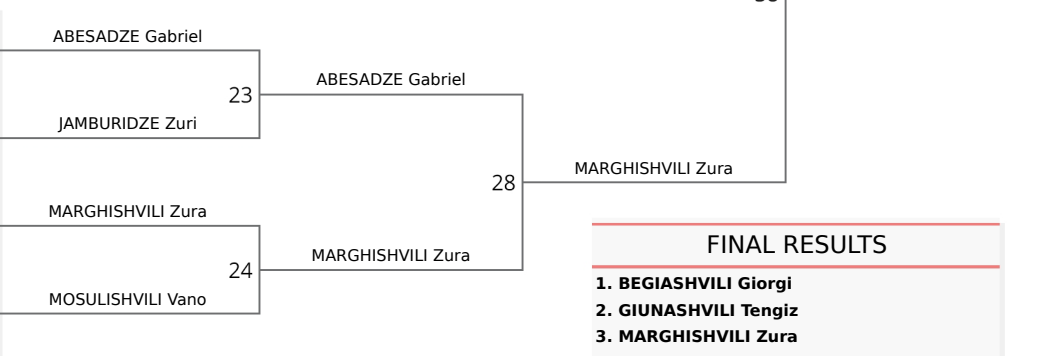 ABESADZE Gabriel
23
ABESADZE Gabriel
JAMBURIDZE Zuri
28
MARGHISHVILI Zura
MARGHISHVILI Zura
24
MARGHISHVILI Zura
MOSULISHVILI Vano
FINAL RESULTS
1. BEGIASHVILI Giorgi
2. GIUNASHVILI Tengiz
3. MARGHISHVILI Zura